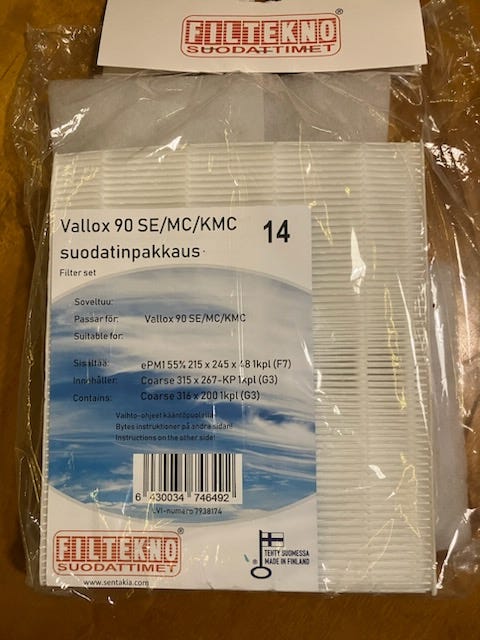 FILTEKNO®
SUODATTIMET
Vallox 90 SE/MC/KMC 14
suodatinpakkaus
Filter set
Soveltuu:
Passar för: Vallox 90 SE/MC/KMC
Suitable for:
Sisältää: ePM1 55% 215 x 245 x 48 1kpl (F7)
Innehåller: Coarse 315 x 267-KP 1kpl (G3)
Contains: Coarse 316 x 200 1kpl (G3)
Vaihto-ohjeet kääntöpuolella!
Bytes instruktioner på andra sidan!
Instructions on the other side!
6 430034 746492
LVI-numero 7938174
FILTEKNO®
SUODATTIMET
www.sentakia.com
TEHTY SUOMESSA
MADE IN FINLAND